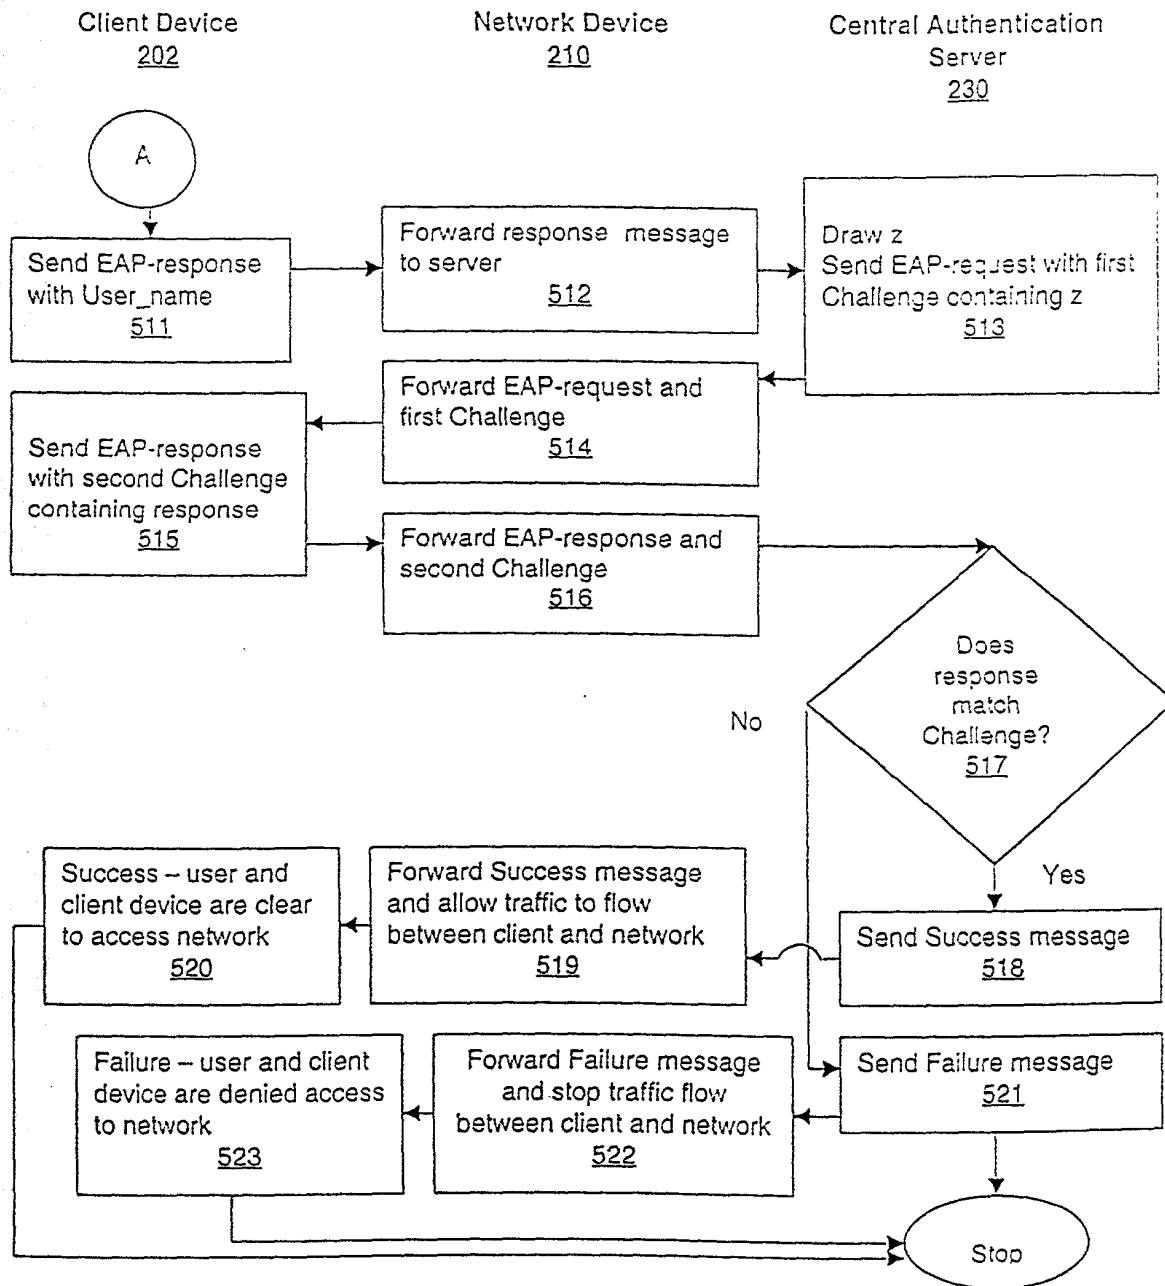 Client Device
202
Network Device
210
Central Authentication
Server
230
A
Send EAP-response
with User_name
511
Forward response message
to server
512
Draw z
Send EAP-request with first
Challenge containing z
513
Forward EAP-request and
first Challenge
514
Send EAP-response
with second Challenge
containing response
515
Forward EAP-response and
second Challenge
516
Does
response
match
Challenge?
517
No
Yes
Success – user and
client device are clear
to access network
520
Forward Success message
and allow traffic to flow
between client and network
519
Send Success message
518
Failure – user and client
device are denied access
to network
523
Forward Failure message
and stop traffic flow
between client and network
522
Send Failure message
521
Stop